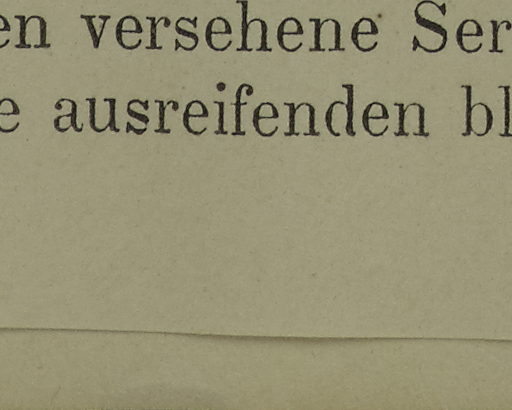 en versehene Ser
e ausreifenden bl